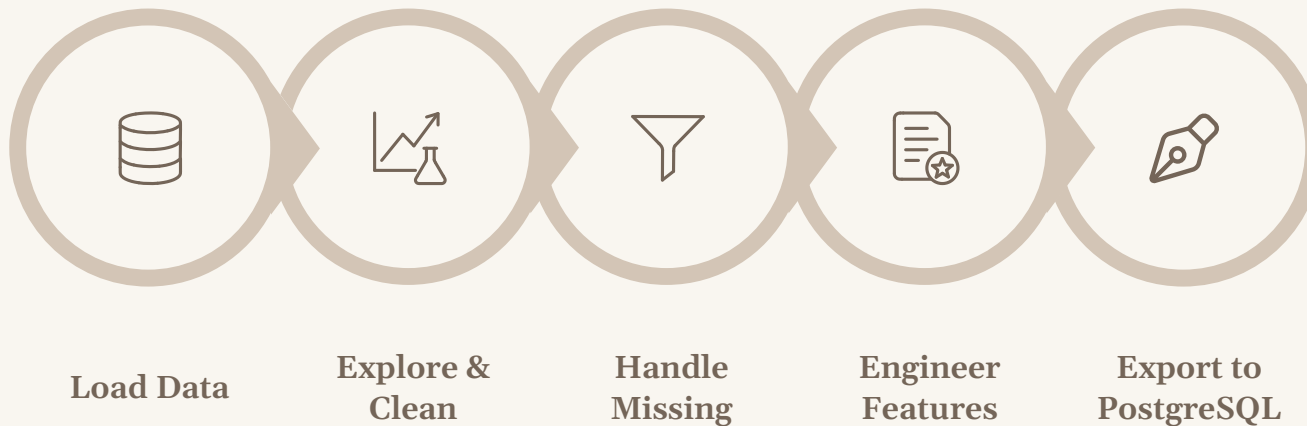 Load Data
Explore &
Clean
Handle
Missing
Engineer
Features
Export to
PostgreSQL